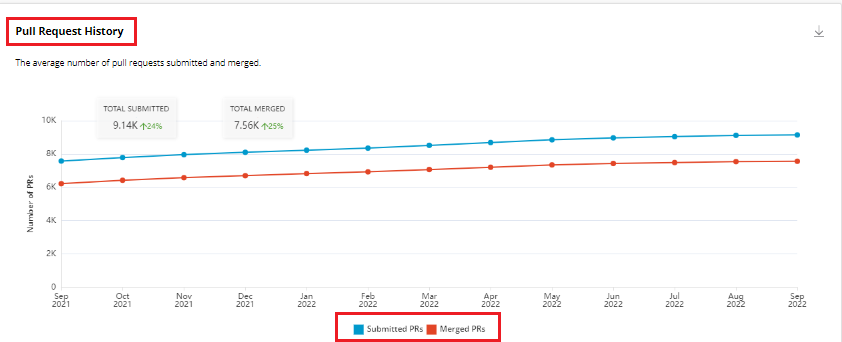 Pull Request History
The average number of pull requests submitted and merged.
TOTAL SUBMITTED
9.14K ↑24%
TOTAL MERGED
7.56K ↑25%
Number of PRs
10K
8K
6K
4K
2K
0
Sep 2021
Oct 2021
Nov 2021
Dec 2021
Jan 2022
Feb 2022
Mar 2022
Apr 2022
May 2022
Jun 2022
Jul 2022
Aug 2022
Sep 2022
Submitted PRs
Merged PRs